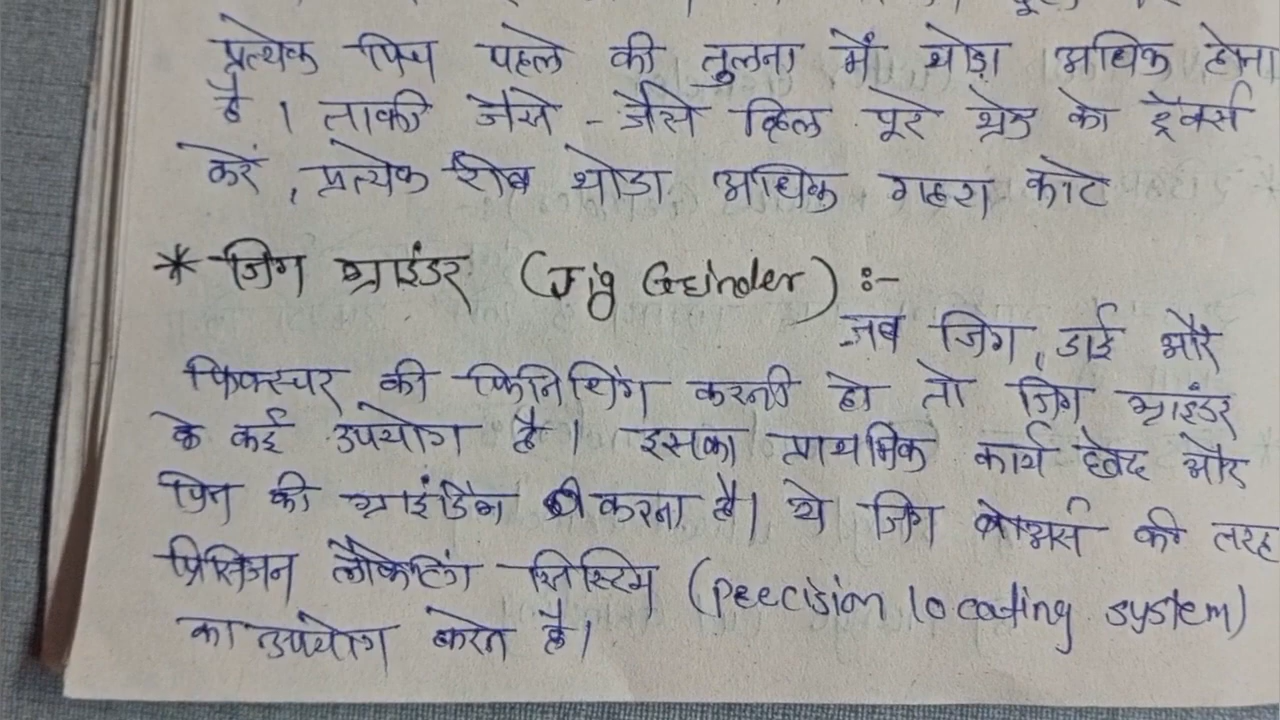 प्रत्येक पिच पहले की तुलना में थोड़ा अधिक होना
है । ताकी जैसे - जैसे व्हिल पूरे थ्रेड को ट्रैवर्स
करें , प्रत्येक रीब थोडा अधिक गहरा काटे
* जिग ग्राइंडर (Jig Grinder) :-
जब जिग , डाई और
फिक्स्चर की फिनिशिंग करनी हो तो जिग ग्राइंडर
के कई उपयोग है । इसका प्राथमिक कार्य छेद और
पिन की ग्राइंडिंग करना है। ये जिग बोअर्स की तरह
प्रिसिजन लौकेटिंग सिस्टिम (Precision locating system)
का उपयोग करते है।